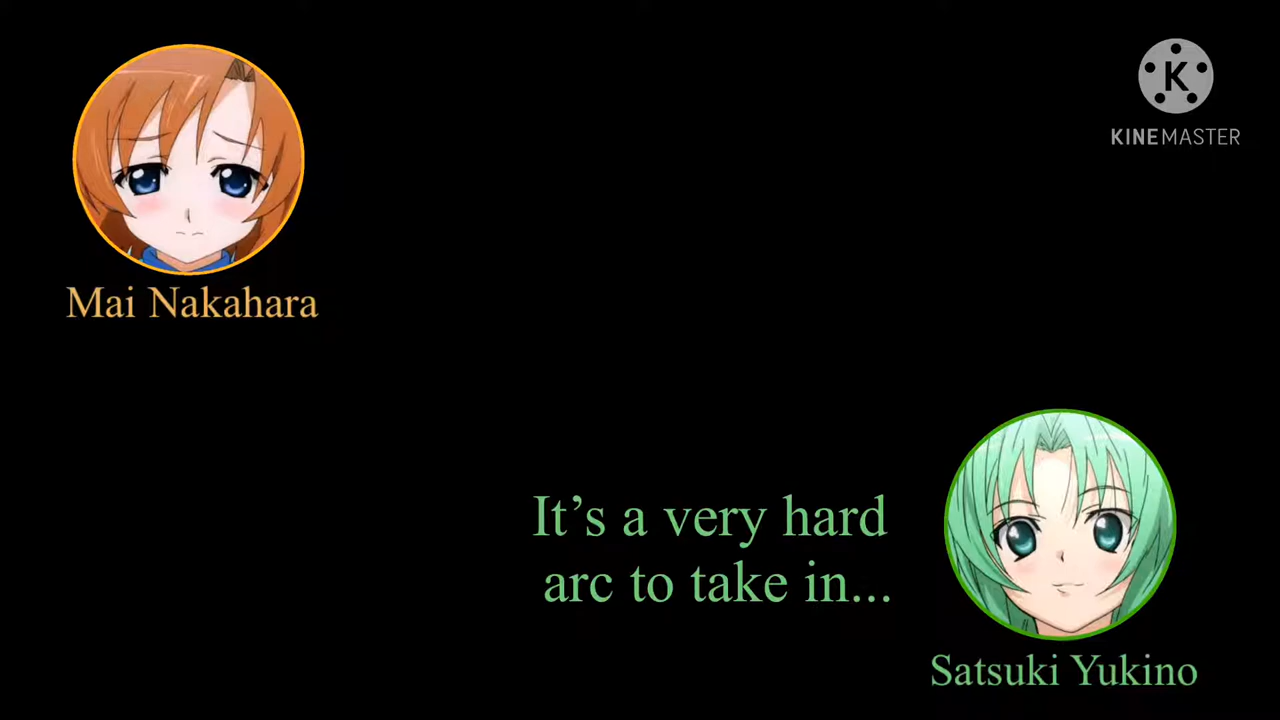 K
KINEMASTER
Mai Nakahara
It’s a very hard
arc to take in...
Satsuki Yukino